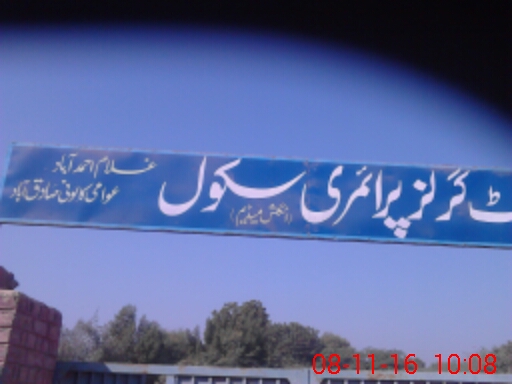 گرلز پرائمری سکول
(انگلش میڈیم)
غلام احمد آباد
عوامی کالونی صادق آباد
08-11-16 10:08